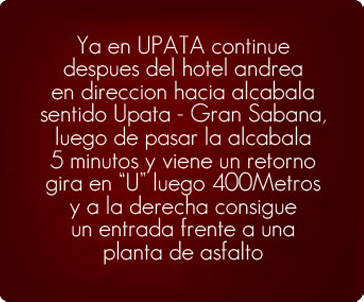 Ya en UPATA continue
despues del hotel andrea
en direccion hacia alcabala
sentido Upata - Gran Sabana,
luego de pasar la alcabala
5 minutos y viene un retorno
gira en “U” luego 400Metros
y a la derecha consigue
un entrada frente a una
planta de asfalto